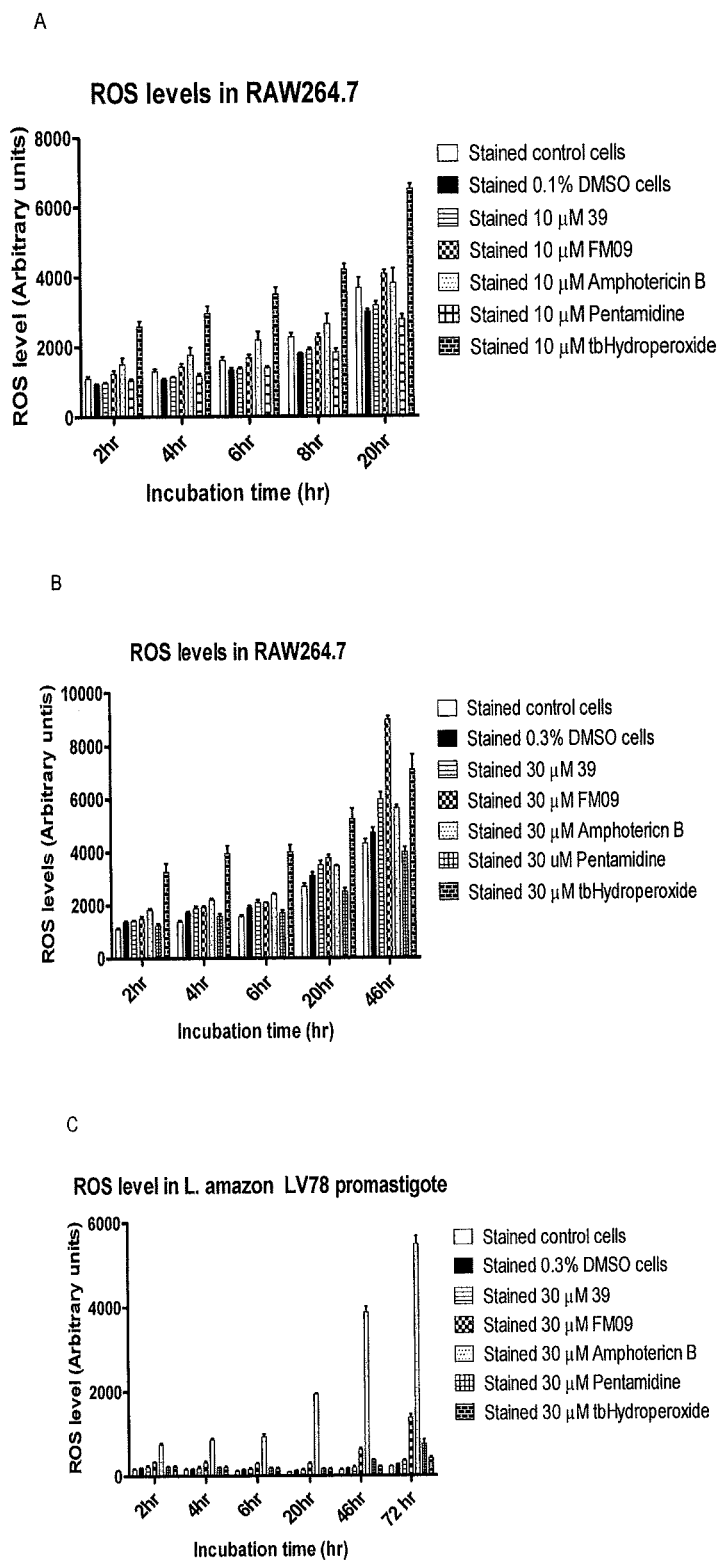 A
ROS levels in RAW264.7
ROS level (Arbitrary units)
8000
6000
4000
2000
0
2hr
4hr
6hr
8hr
20hr
Incubation time (hr)
Stained control cells
Stained 0.1% DMSO cells
Stained 10 μM 39
Stained 10 μM FM09
Stained 10 μM Amphotericin B
Stained 10 μM Pentamidine
Stained 10 μM tbHydroperoxide
B
ROS levels in RAW264.7
ROS levels (Arbitrary untis)
10000
8000
6000
4000
2000
0
2hr
4hr
6hr
20hr
46hr
Incubation time (hr)
Stained control cells
Stained 0.3% DMSO cells
Stained 30 μM 39
Stained 30 μM FM09
Stained 30 μM Amphotericn B
Stained 30 uM Pentamidine
Stained 30 μM tbHydroperoxide
C
ROS level in L. amazon LV78 promastigote
ROS level (Arbitrary units)
6000
4000
2000
0
2hr
4hr
6hr
20hr
46hr
72 hr
Incubation time (hr)
Stained control cells
Stained 0.3% DMSO cells
Stained 30 μM 39
Stained 30 μM FM09
Stained 30 μM Amphotericn B
Stained 30 μM Pentamidine
Stained 30 μM tbHydroperoxide